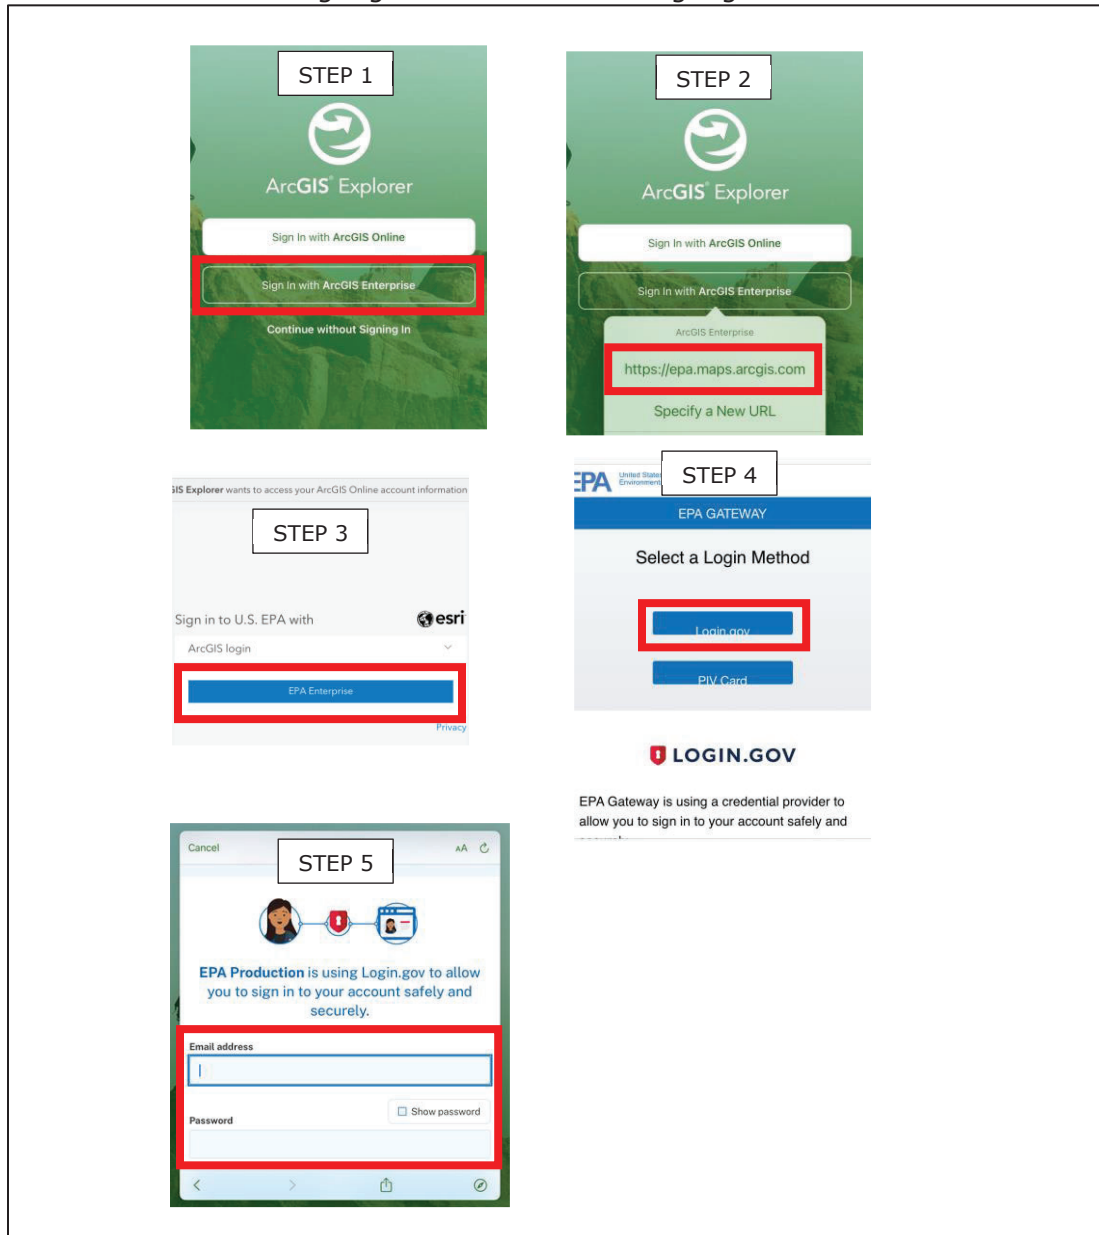 STEP 1
ArcGIS® Explorer
Sign In with ArcGIS Online
Sign In with ArcGIS Enterprise
Continue without Signing In
STEP 2
ArcGIS® Explorer
Sign In with ArcGIS Online
Sign In with ArcGIS Enterprise
ArcGIS Enterprise
https://epa.maps.arcgis.com
Specify a New URL
GIS Explorer wants to access your ArcGIS Online account information
STEP 3
Sign in to U.S. EPA with
esri
ArcGIS login
EPA Enterprise
Privacy
EPA
United States
Environment
STEP 4
EPA GATEWAY
Select a Login Method
Login.gov
PIV Card
LOGIN.GOV
EPA Gateway is using a credential provider to
allow you to sign in to your account safely and
Cancel
STEP 5
AA
EPA Production is using Login.gov to allow
you to sign in to your account safely and
securely.
Email address
Show password
Password